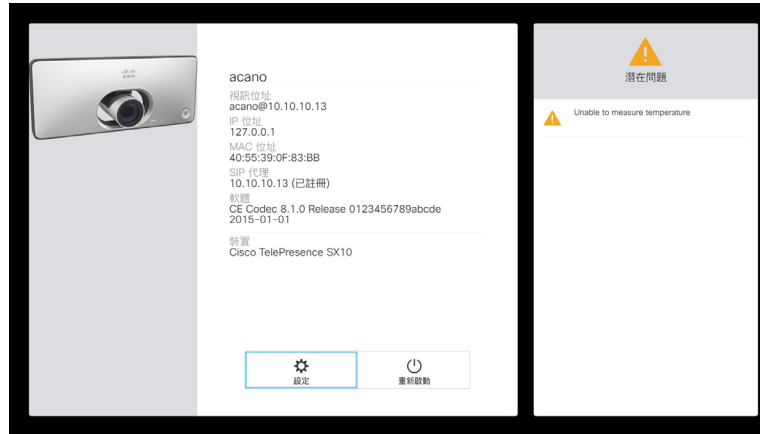 CISCO
acano
視訊位址
acano@10.10.10.13
IP 位址
127.0.0.1
MAC 位址
40:55:39:0F:83:BB
SIP 代理
10.10.10.13 (已註冊)
軟體
CE Codec 8.1.0 Release 0123456789abcde
2015-01-01
裝置
Cisco TelePresence SX10
設定
重新啟動
潛在問題
Unable to measure temperature